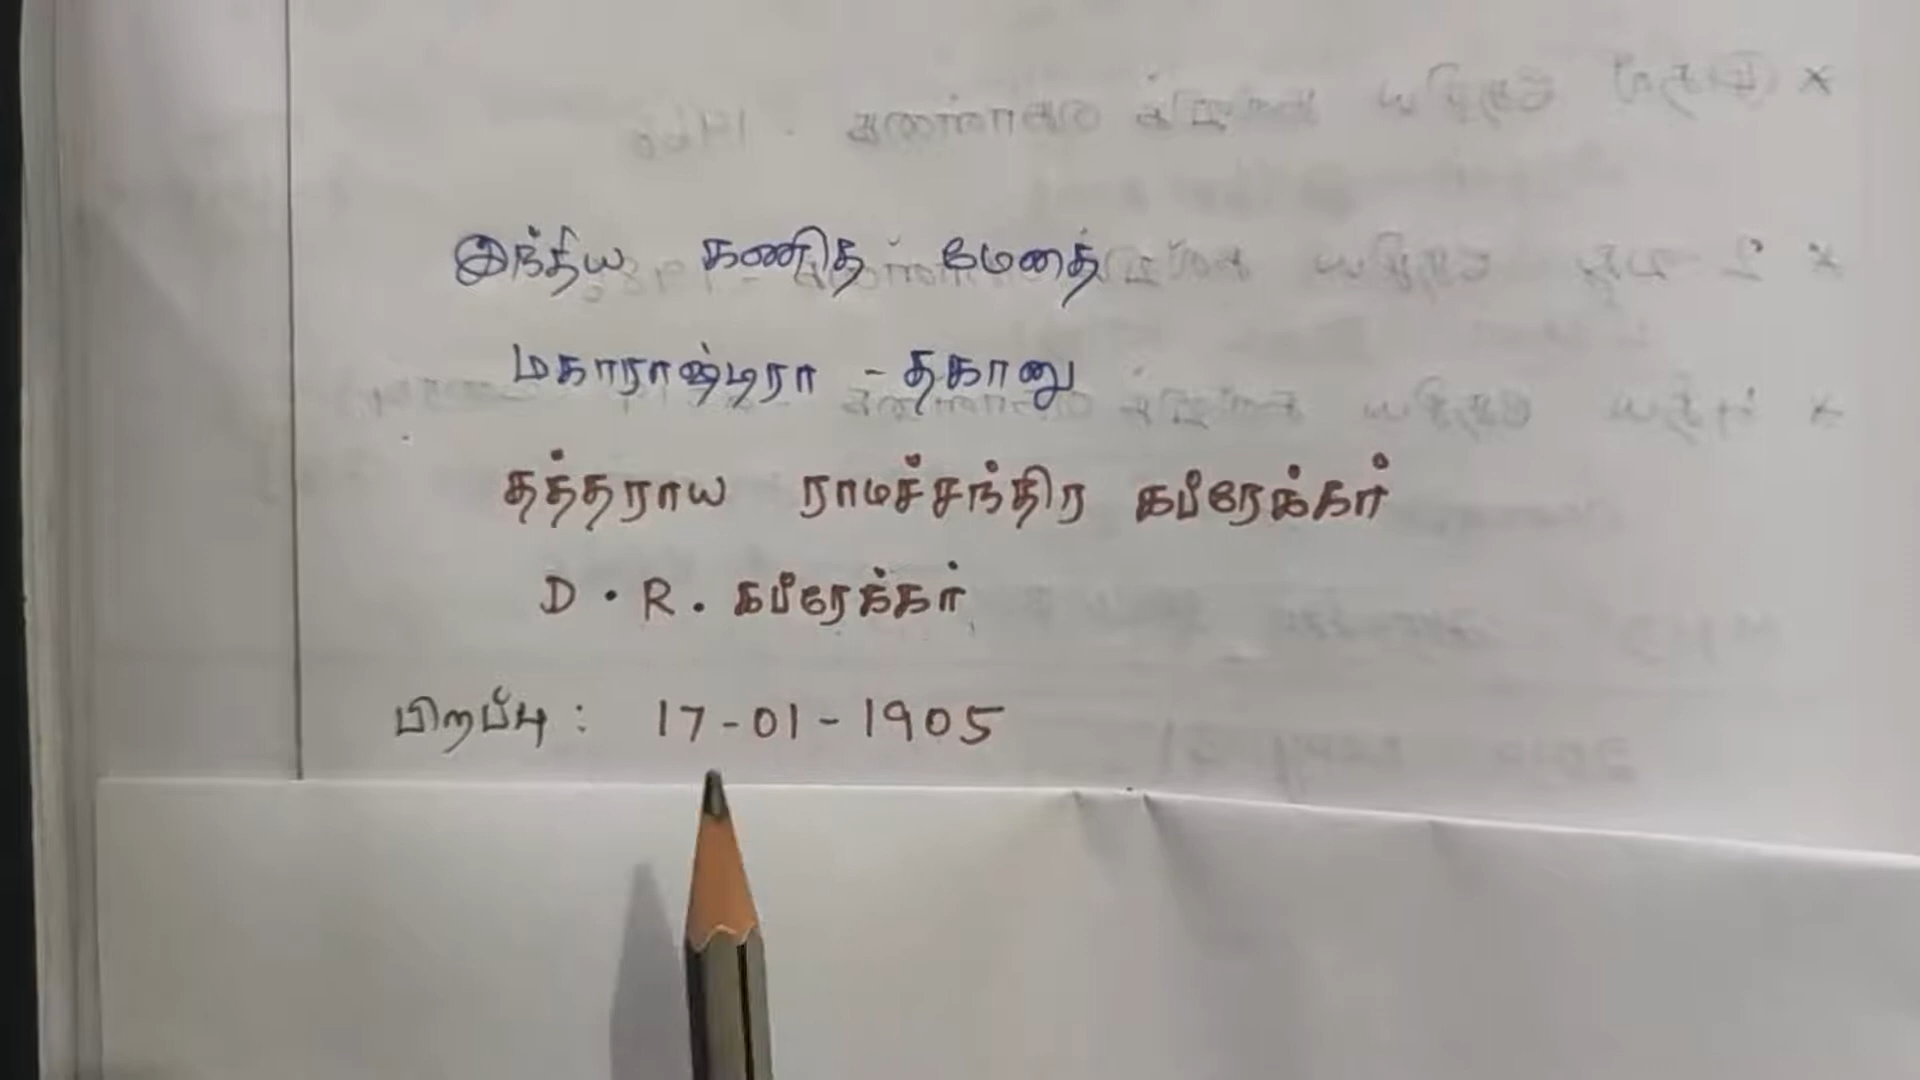 இந்திய கணித மேதை
மகாராஷ்டிரா - தகானு
தத்தராய ராமச்சந்திர கபீரேக்கர்
D . R . கபீரேக்கர்
பிறப்பு : 17-01-1905